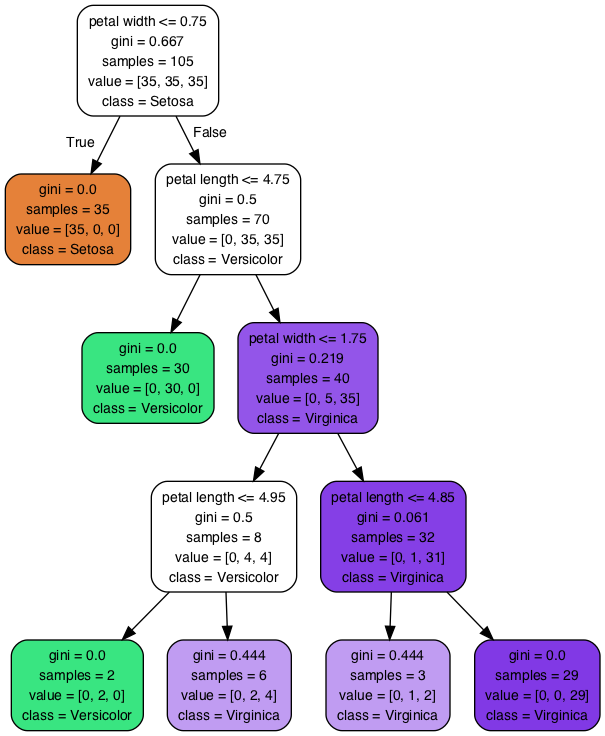 petal width <= 0.75
gini = 0.667
samples = 105
value = [35, 35, 35]
class = Setosa
True
False
gini = 0.0
samples = 35
value = [35, 0, 0]
class = Setosa
petal length <= 4.75
gini = 0.5
samples = 70
value = [0, 35, 35]
class = Versicolor
gini = 0.0
samples = 30
value = [0, 30, 0]
class = Versicolor
petal width <= 1.75
gini = 0.219
samples = 40
value = [0, 5, 35]
class = Virginica
petal length <= 4.95
gini = 0.5
samples = 8
value = [0, 4, 4]
class = Versicolor
petal length <= 4.85
gini = 0.061
samples = 32
value = [0, 1, 31]
class = Virginica
gini = 0.0
samples = 2
value = [0, 2, 0]
class = Versicolor
gini = 0.444
samples = 6
value = [0, 2, 4]
class = Virginica
gini = 0.444
samples = 3
value = [0, 1, 2]
class = Virginica
gini = 0.0
samples = 29
value = [0, 0, 29]
class = Virginica